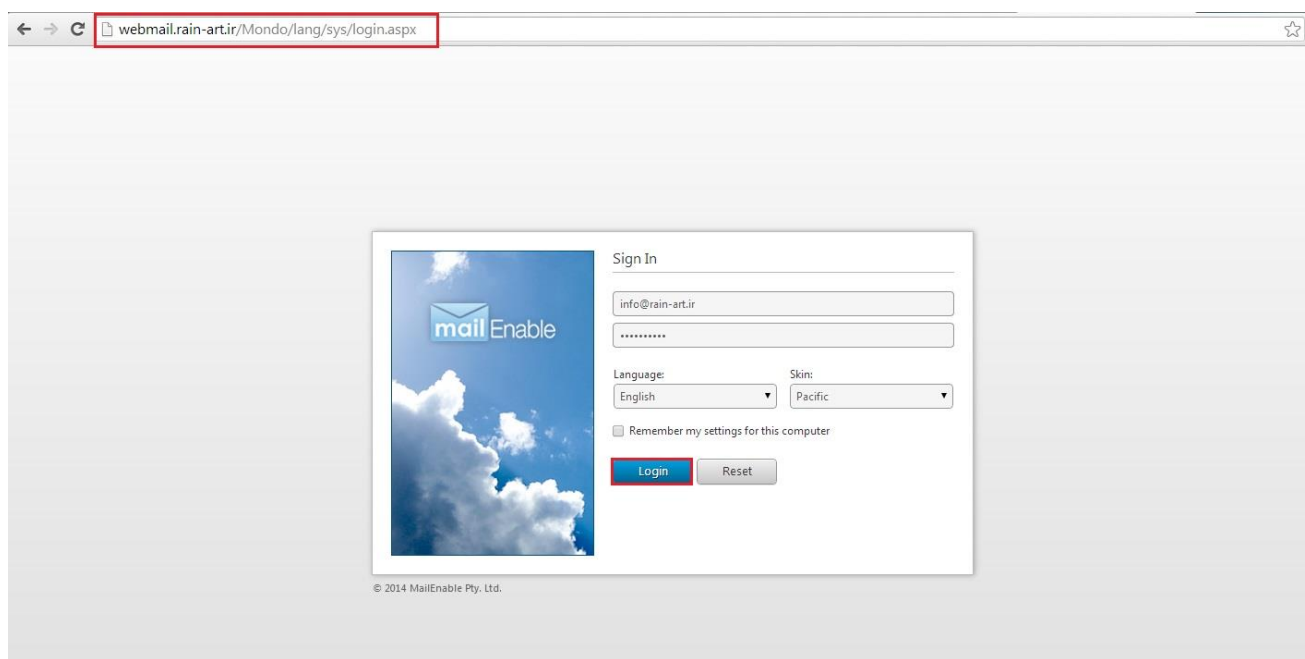 webmail.rain-art.ir/Mondo/lang/sys/login.aspx
Sign In
mail Enable
info@rain-art.ir
••••••••••
Language: Skin:
English Pacific
Remember my settings for this computer
Login Reset
© 2014 MailEnable Pty. Ltd.